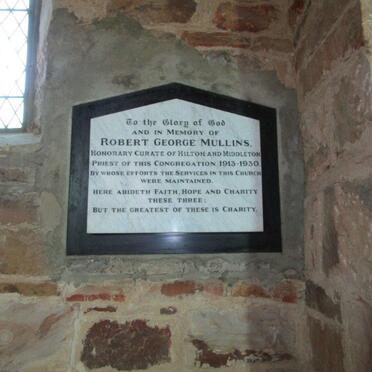 To the Glory of God
AND IN MEMORY OF
ROBERT GEORGE MULLINS,
HONORARY CURATE OF HILTON AND MIDDLETON
PRIEST OF THIS CONGREGATION 1913-1930.
BY WHOSE EFFORTS THE SERVICES IN THIS CHURCH
WERE MAINTAINED.
HERE ABIDETH FAITH, HOPE AND CHARITY
THESE THREE:
BUT THE GREATEST OF THESE IS CHARITY.